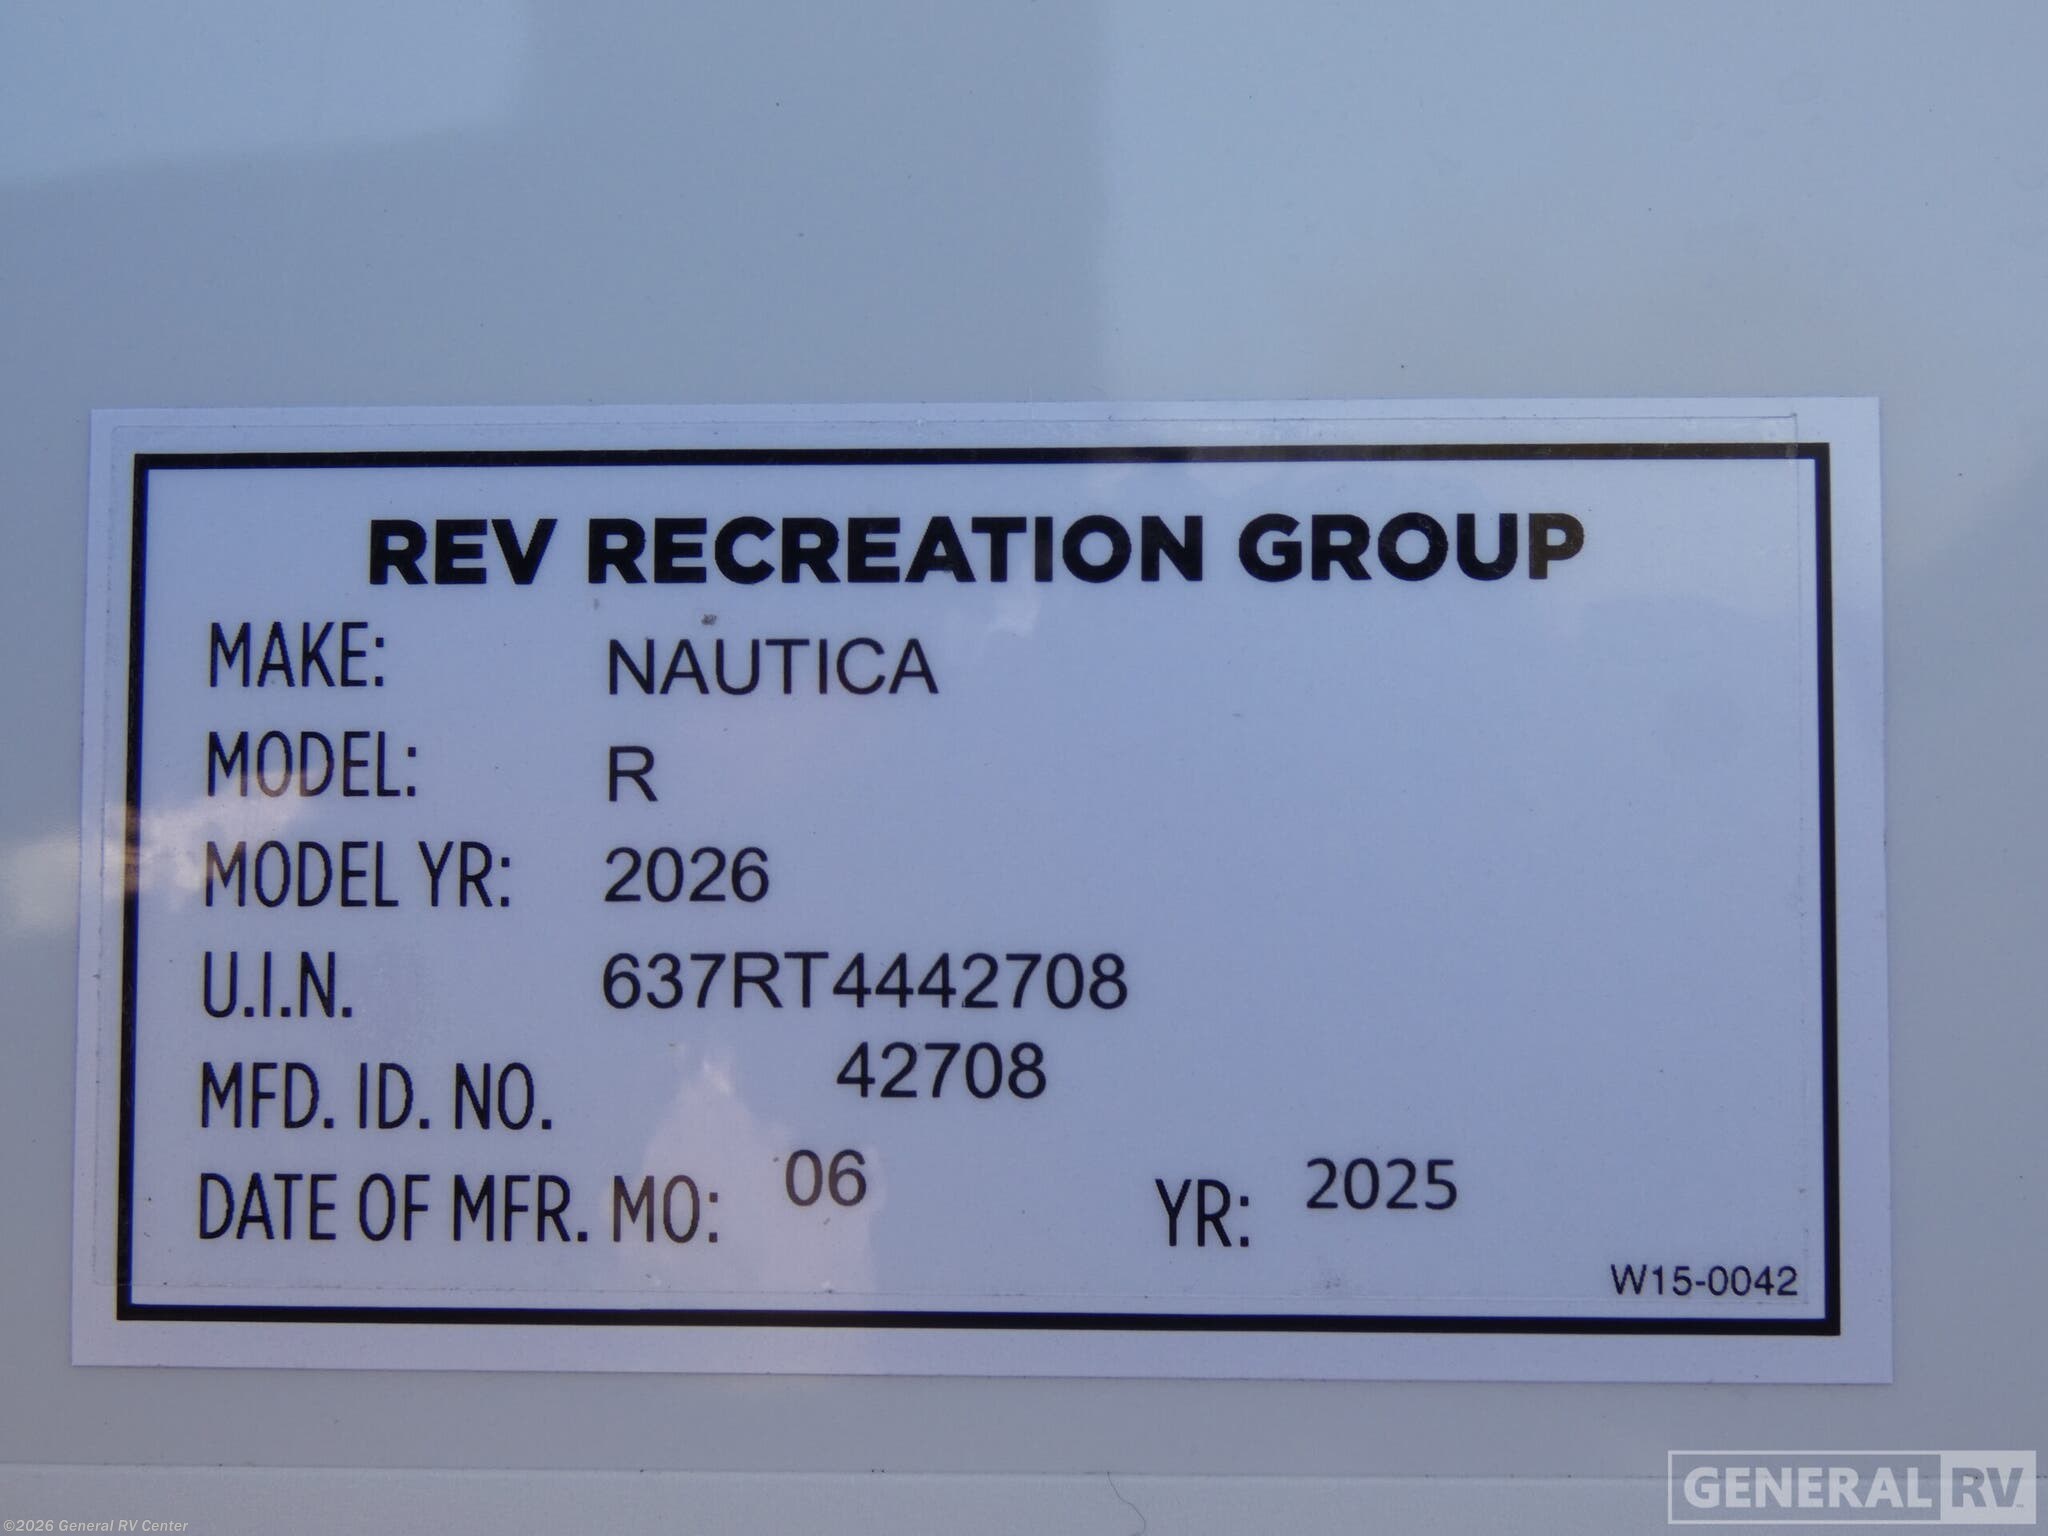 REV RECREATION GROUP
MAKE: NAUTICA
MODEL: R
MODEL YR: 2026
U.I.N. 637RT4442708
MFD. ID. NO. 42708
DATE OF MFR. MO: 06 YR: 2025
W15-0042
GENERAL RV
©2026 General RV Center